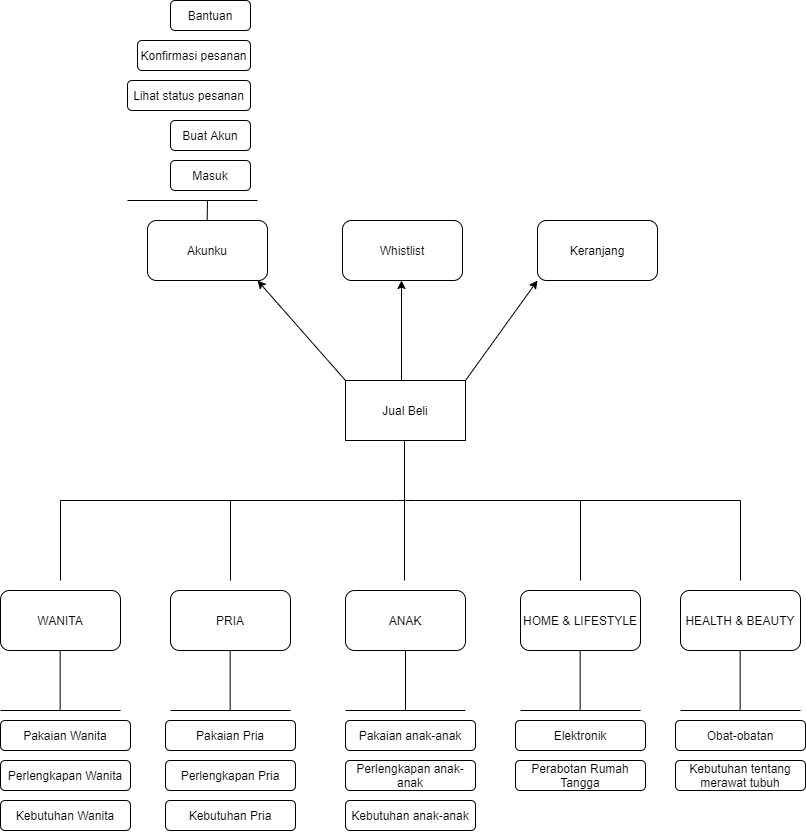 Bantuan
Konfirmasi pesanan
Lihat status pesanan
Buat Akun
Masuk
Akunku
Whistlist
Keranjang
Jual Beli
WANITA
PRIA
ANAK
HOME & LIFESTYLE
HEALTH & BEAUTY
Pakaian Wanita
Pakaian Pria
Pakaian anak-anak
Elektronik
Obat-obatan
Perlengkapan Wanita
Perlengkapan Pria
Perlengkapan anak-
anak
Perabotan Rumah
Tangga
Kebutuhan tentang
merawat tubuh
Kebutuhan Wanita
Kebutuhan Pria
Kebutuhan anak-anak